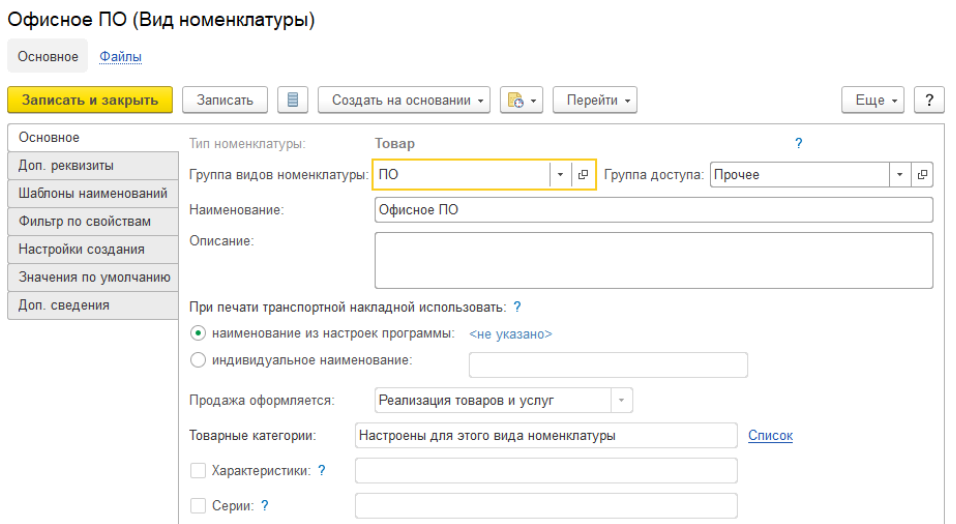 Офисное ПО (Вид номенклатуры)
Основное Файлы
Записать и закрыть Записать Создать на основании Перейти Еще ?
Основное
Доп. реквизиты
Шаблоны наименований
Фильтр по свойствам
Настройки создания
Значения по умолчанию
Доп. сведения
Тип номенклатуры: Товар ?
Группа видов номенклатуры: ПО Группа доступа: Прочее
Наименование: Офисное ПО
Описание:
При печати транспортной накладной использовать: ?
наименование из настроек программы: <не указано>
индивидуальное наименование:
Продажа оформляется: Реализация товаров и услуг
Товарные категории: Настроены для этого вида номенклатуры Список
Характеристики: ?
Серии: ?